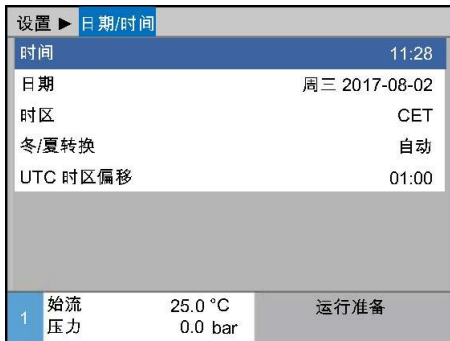 设置 ▶ 日期/时间
时间 11:28
日期 周三 2017-08-02
时区 CET
冬/夏转换 自动
UTC 时区偏移 01:00
1 始流 25.0 °C 运行准备
压力 0.0 bar